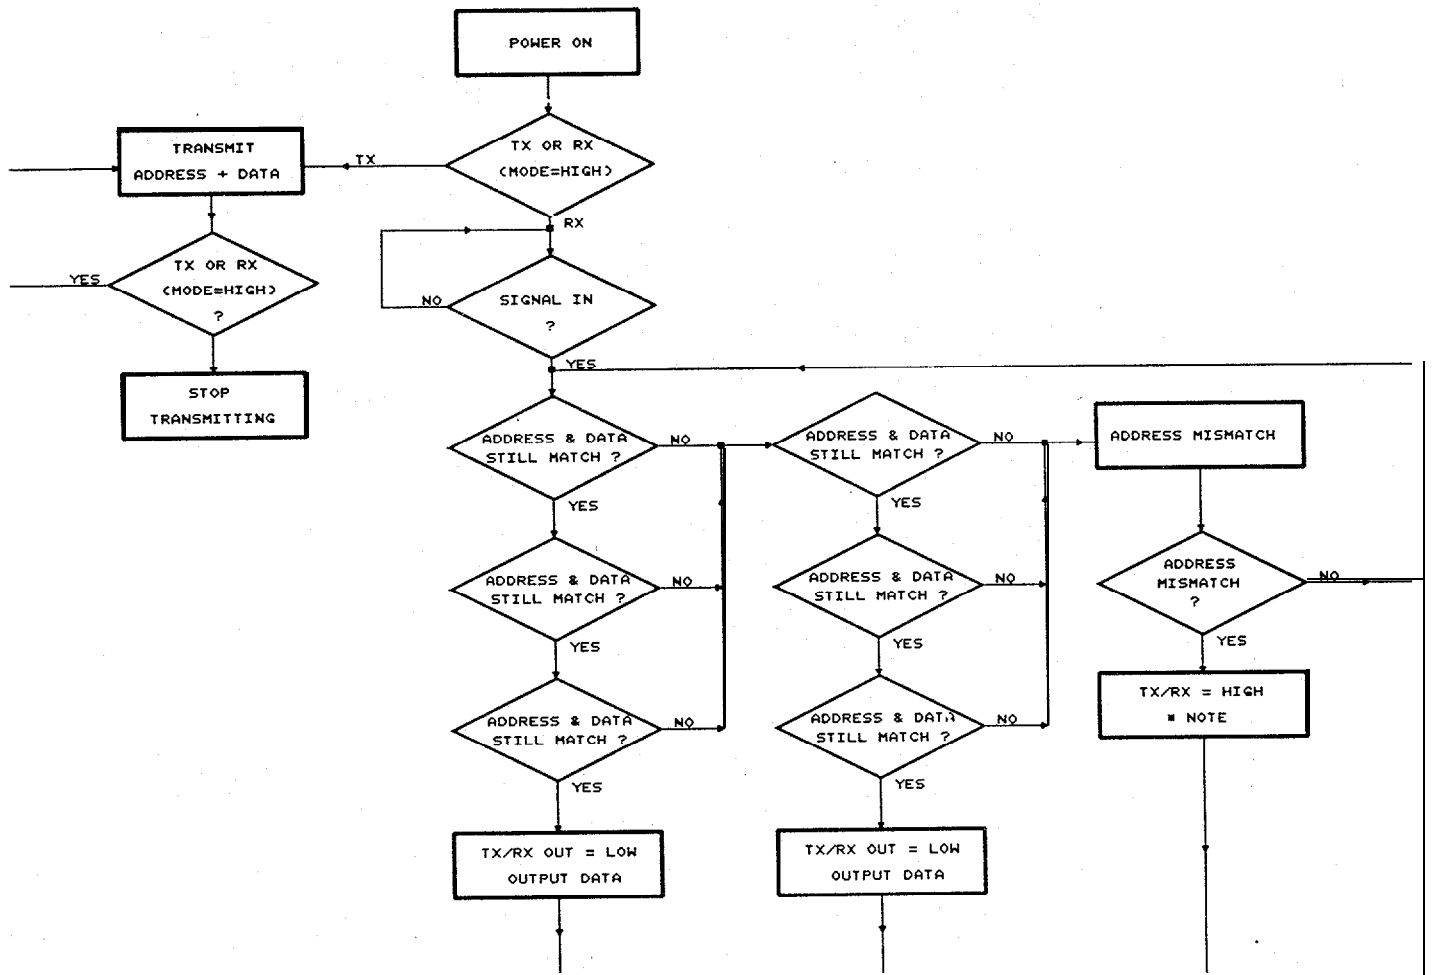 POWER ON
TX OR RX
(MODE=HIGH)
TX
RX
TRANSMIT
ADDRESS + DATA
TX OR RX
(MODE=HIGH)
?
YES
STOP
TRANSMITTING
SIGNAL IN
?
NO
YES
ADDRESS & DATA
STILL MATCH ?
NO
YES
ADDRESS & DATA
STILL MATCH ?
NO
YES
ADDRESS & DATA
STILL MATCH ?
NO
YES
TX/RX OUT = LOW
OUTPUT DATA
ADDRESS & DATA
STILL MATCH ?
NO
YES
ADDRESS & DATA
STILL MATCH ?
NO
YES
ADDRESS & DATA
STILL MATCH ?
NO
YES
TX/RX OUT = LOW
OUTPUT DATA
ADDRESS MISMATCH
ADDRESS
MISMATCH
?
NO
YES
TX/RX = HIGH
* NOTE